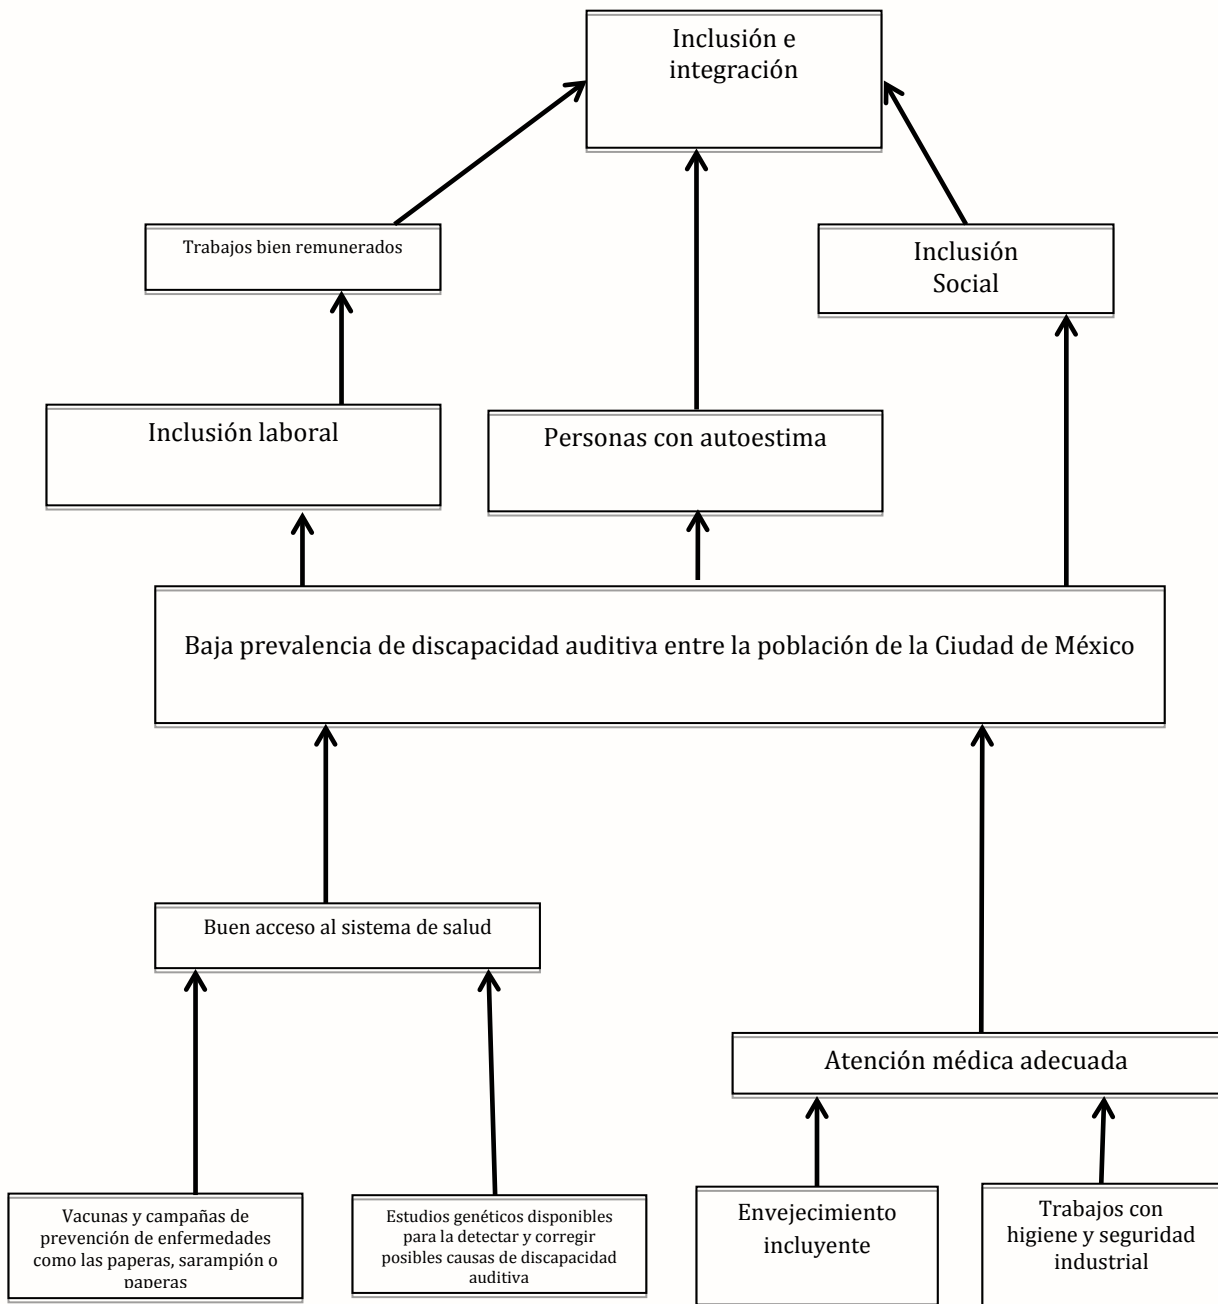 Inclusión e
integración
Trabajos bien remunerados
Inclusión
Social
Inclusión laboral
Personas con autoestima
Baja prevalencia de discapacidad auditiva entre la población de la Ciudad de México
Buen acceso al sistema de salud
Atención médica adecuada
Vacunas y campañas de
prevención de enfermedades
como las paperas, sarampión o
paperas
Estudios genéticos disponibles
para la detectar y corregir
posibles causas de discapacidad
auditiva
Envejecimiento
incluyente
Trabajos con
higiene y seguridad
industrial